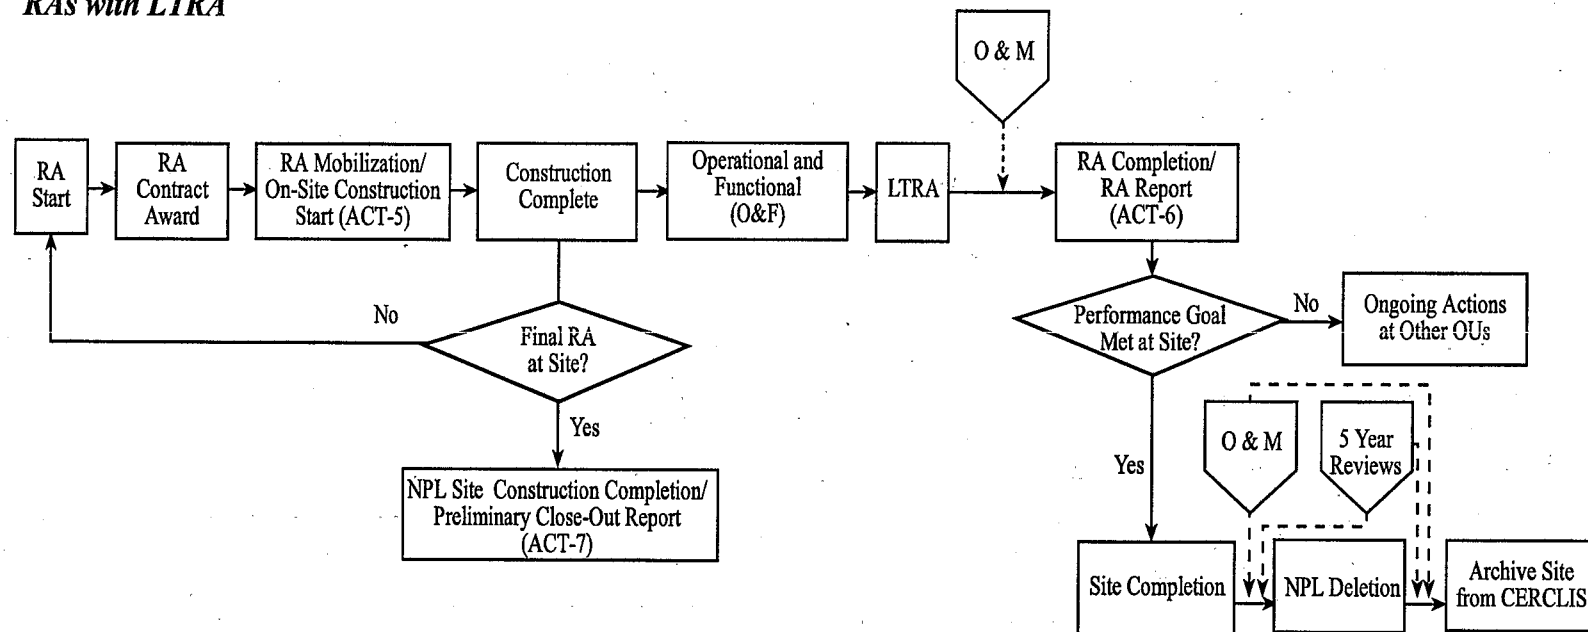 RAs with LTRA
O & M
RA
Start
RA
Contract
Award
RA Mobilization/
On-Site Construction
Start (ACT-5)
Construction
Complete
Operational and
Functional
(O&F)
LTRA
RA Completion/
RA Report
(ACT-6)
No
Final RA
at Site?
Yes
NPL Site Construction Completion/
Preliminary Close-Out Report
(ACT-7)
Performance Goal
Met at Site?
No
Ongoing Actions
at Other OUs
Yes
O & M
5 Year
Reviews
Site Completion
NPL Deletion
Archive Site
from CERCLIS